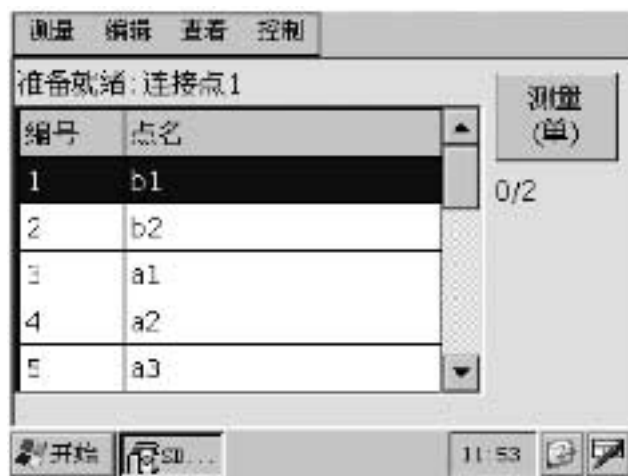 测量 编辑 查看 控制
准备就绪:连接点1
测量
(单)
编号 点名
1 b1
0/2
2 b2
3 a1
4 a2
5 a3
开始 SD... 11:53